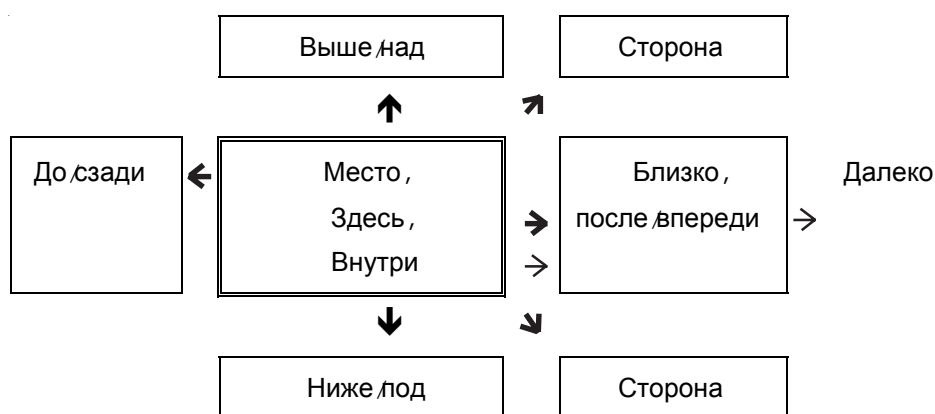 Выше/над
Сторона
До/сзади
Место,
Здесь,
Внутри
Близко,
после/впереди
Далеко
Ниже/под
Сторона